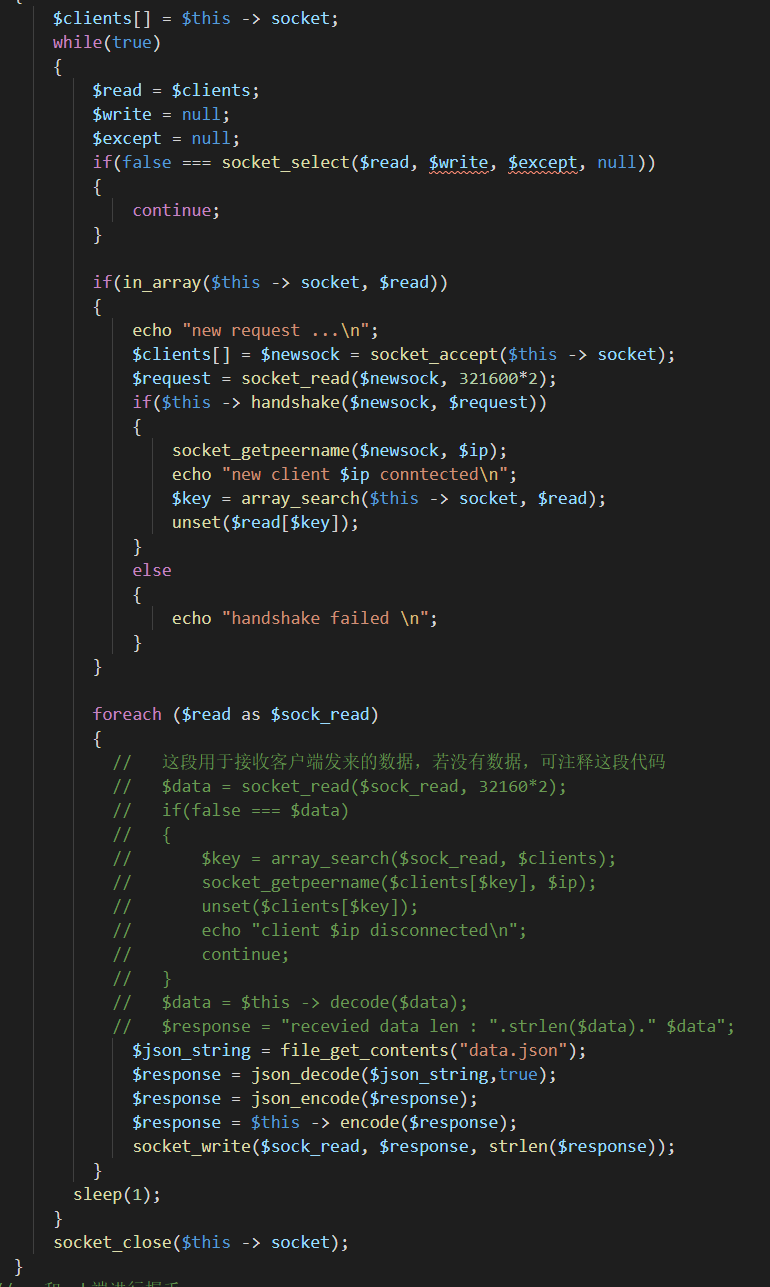 {
$clients[] = $this -> socket;
while(true)
{
$read = $clients;
$write = null;
$except = null;
if(false === socket_select($read, $write, $except, null))
{
continue;
}
if(in_array($this -> socket, $read))
{
echo "new request ...\n";
$clients[] = $newsock = socket_accept($this -> socket);
$request = socket_read($newsock, 321600*2);
if($this -> handshake($newsock, $request))
{
socket_getpeername($newsock, $ip);
echo "new client $ip conntected\n";
$key = array_search($this -> socket, $read);
unset($read[$key]);
}
else
{
echo "handshake failed \n";
}
}
foreach ($read as $sock_read)
{
// 这段用于接收客户端发来的数据，若没有数据，可注释这段代码
// $data = socket_read($sock_read, 32160*2);
// if(false === $data)
// {
// $key = array_search($sock_read, $clients);
// socket_getpeername($clients[$key], $ip);
// unset($clients[$key]);
// echo "client $ip disconnected\n";
// continue;
// }
// $data = $this -> decode($data);
// $response = "recevied data len : ".strlen($data)." $data";
$json_string = file_get_contents("data.json");
$response = json_decode($json_string,true);
$response = json_encode($response);
$response = $this -> encode($response);
socket_write($sock_read, $response, strlen($response));
}
sleep(1);
}
socket_close($this -> socket);
}